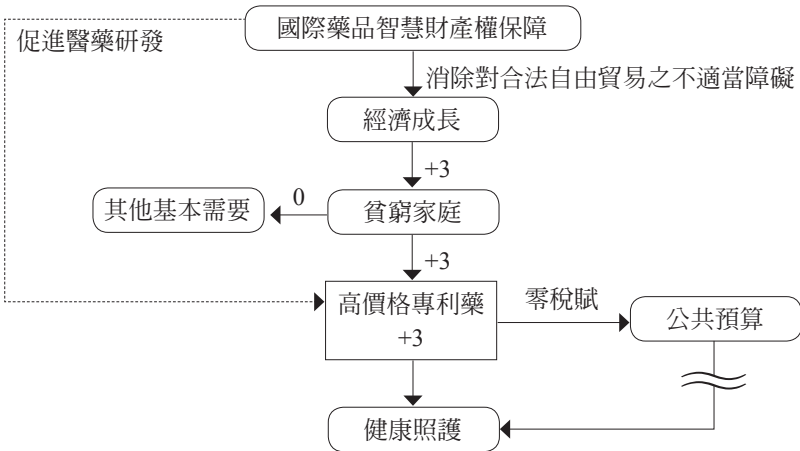 國際藥品智慧財產權保障
促進醫藥研發
消除對合法自由貿易之不適當障礙
經濟成長
+3
其他基本需要
0
貧窮家庭
+3
高價格專利藥
+3
零稅賦
公共預算
健康照護